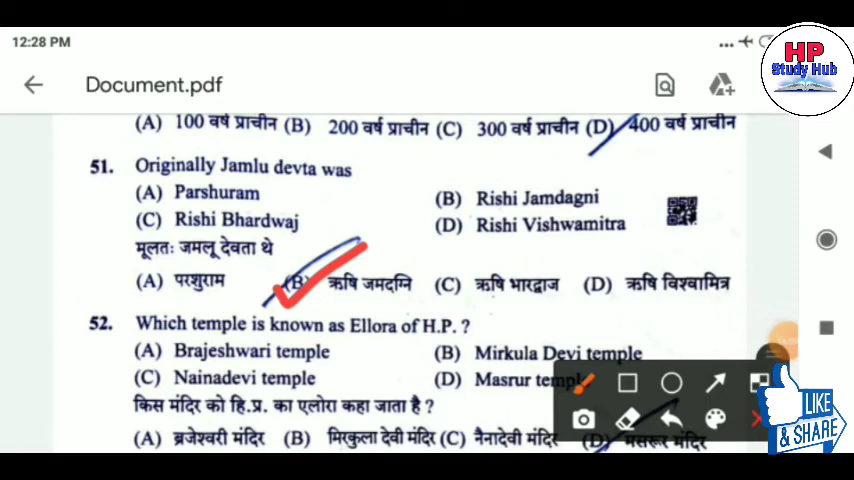 12:28 PM
HP
Study Hub
Document.pdf
(A) 100 वर्ष प्राचीन (B) 200 वर्ष प्राचीन (C) 300 वर्ष प्राचीन (D) 400 वर्ष प्राचीन
51. Originally Jamlu devta was
(A) Parshuram (B) Rishi Jamdagni
(C) Rishi Bhardwaj (D) Rishi Vishwamitra
मूलतः जमलू देवता थे
(A) परशुराम (B) ऋषि जमदग्नि (C) ऋषि भारद्वाज (D) ऋषि विश्वामित्र
52. Which temple is known as Ellora of H.P. ?
(A) Brajeshwari temple (B) Mirkula Devi temple
(C) Nainadevi temple (D) Masrur temple
किस मंदिर को हि.प्र. का एलोरा कहा जाता है ?
(A) ब्रजेश्वरी मंदिर (B) मिरकुला देवी मंदिर (C) नैनादेवी मंदिर (D) मसरूर मंदिर
LIKE
& SHARE